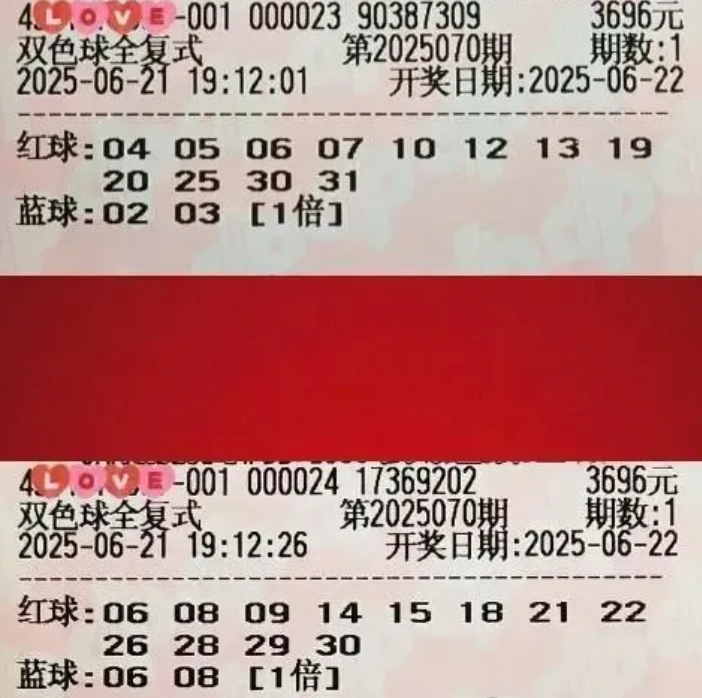 4 LOVE -001 000023 90387309 3696元
双色球全复式 第2025070期 期数:1
2025-06-21 19:12:01 开奖日期:2025-06-22
红球:04 05 06 07 10 12 13 19
20 25 30 31
蓝球:02 03 [1倍]
4 LOVE -001 000024 17369202 3696元
双色球全复式 第2025070期 期数:1
2025-06-21 19:12:26 开奖日期:2025-06-22
红球:06 08 09 14 15 18 21 22
26 28 29 30
蓝球:06 08 [1倍]